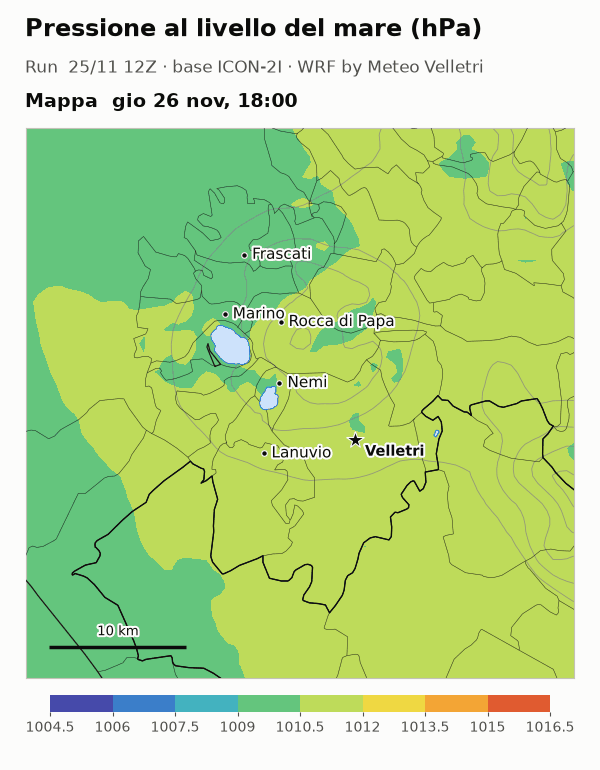 Pressione al livello del mare (hPa)
Run  25/11 12Z · base ICON-2I · WRF by Meteo Velletri
Mappa  gio 26 nov, 18:00
Frascati
Marino
Rocca di Papa
Nemi
Velletri
Lanuvio
10 km
1004.5 1006 1007.5 1009 1010.5 1012 1013.5 1015 1016.5